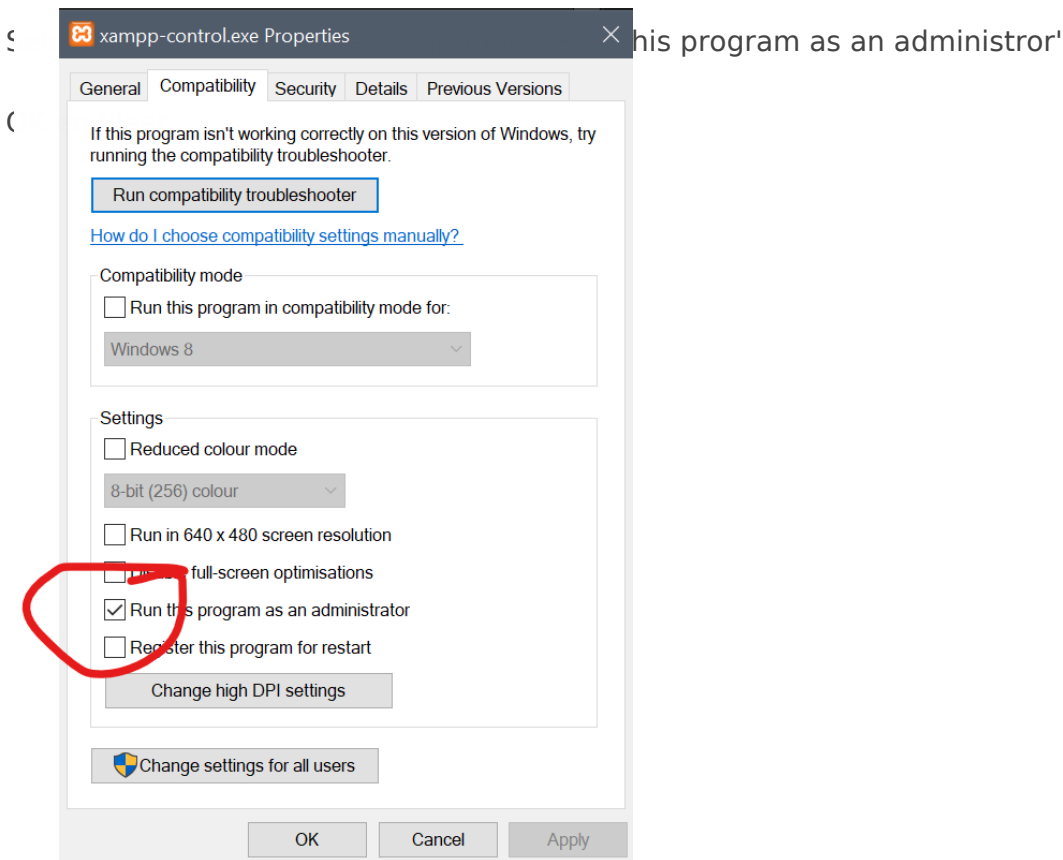 xampp-control.exe Properties
his program as an administror'
General Compatibility Security Details Previous Versions
If this program isn't working correctly on this version of Windows, try
running the compatibility troubleshooter.
Run compatibility troubleshooter
How do I choose compatibility settings manually?
Compatibility mode
Run this program in compatibility mode for:
Windows 8
Settings
Reduced colour mode
8-bit (256) colour
Run in 640 x 480 screen resolution
full-screen optimisations
Run this program as an administrator
Register this program for restart
Change high DPI settings
Change settings for all users
OK Cancel Apply